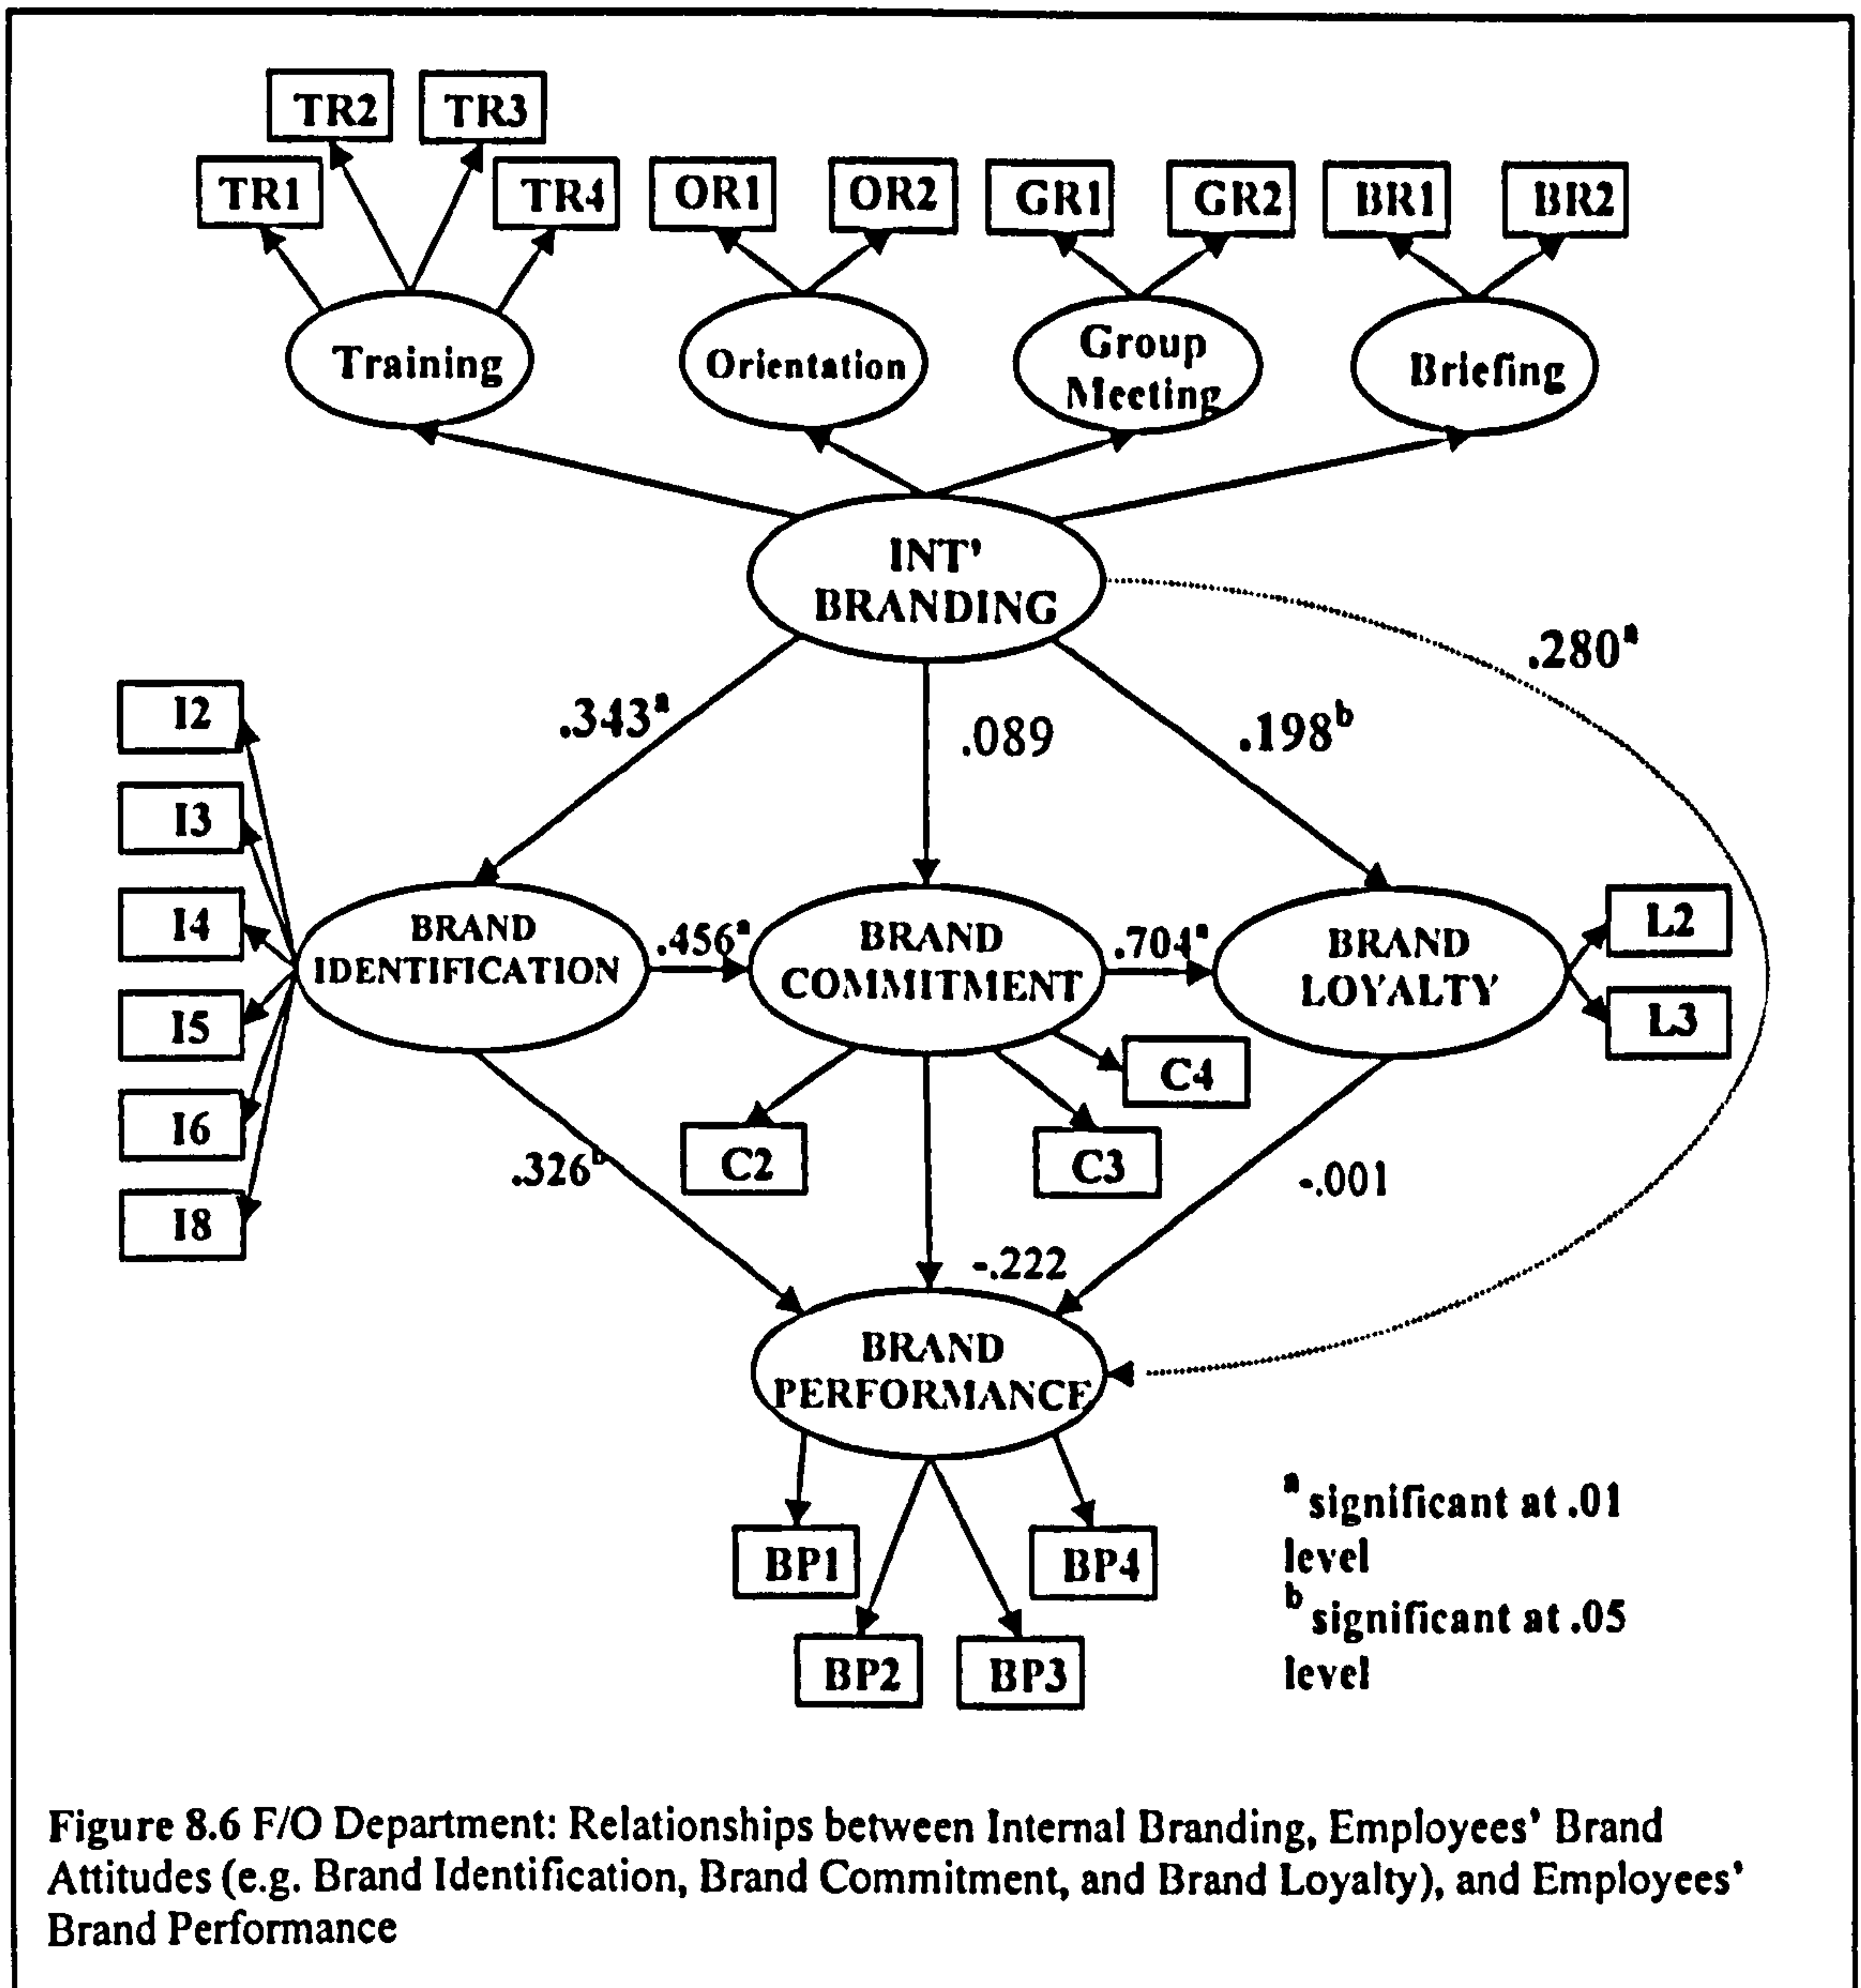 TR2 TR3
TR1 TR4 OR1 OR2 GR1 GR2 BR1 BR2
Training Orientation Group Meeting Briefing
INT'
BRANDING
.280ª
.343ª .089 .198ᵇ
I2
I3
I4
I5
I6
I8
BRAND
IDENTIFICATION
.456ª
BRAND
COMMITMENT
.704ª
BRAND
LOYALTY
L2
L3
C4
C2
C3
.326ᵇ
-.222
-.001
BRAND
PERFORMANCE
BP1
BP4
BP2
BP3
ª significant at .01
level
ᵇ significant at .05
level
Figure 8.6 F/O Department: Relationships between Internal Branding, Employees' Brand
Attitudes (e.g. Brand Identification, Brand Commitment, and Brand Loyalty), and Employees'
Brand Performance